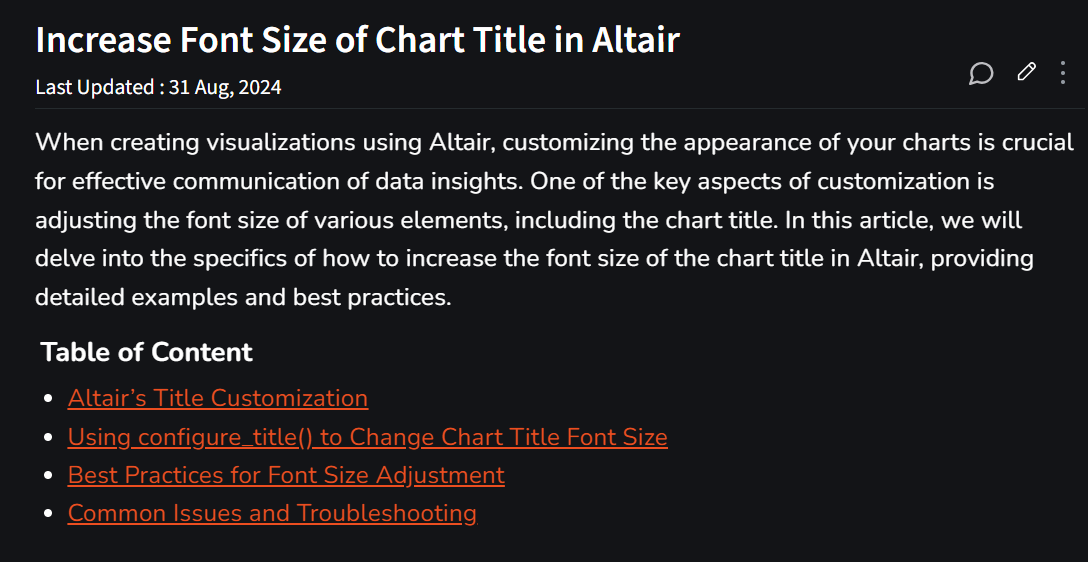 Increase Font Size of Chart Title in Altair
Last Updated : 31 Aug, 2024
When creating visualizations using Altair, customizing the appearance of your charts is crucial
for effective communication of data insights. One of the key aspects of customization is
adjusting the font size of various elements, including the chart title. In this article, we will
delve into the specifics of how to increase the font size of the chart title in Altair, providing
detailed examples and best practices.
Table of Content
Altair’s Title Customization
Using configure_title() to Change Chart Title Font Size
Best Practices for Font Size Adjustment
Common Issues and Troubleshooting